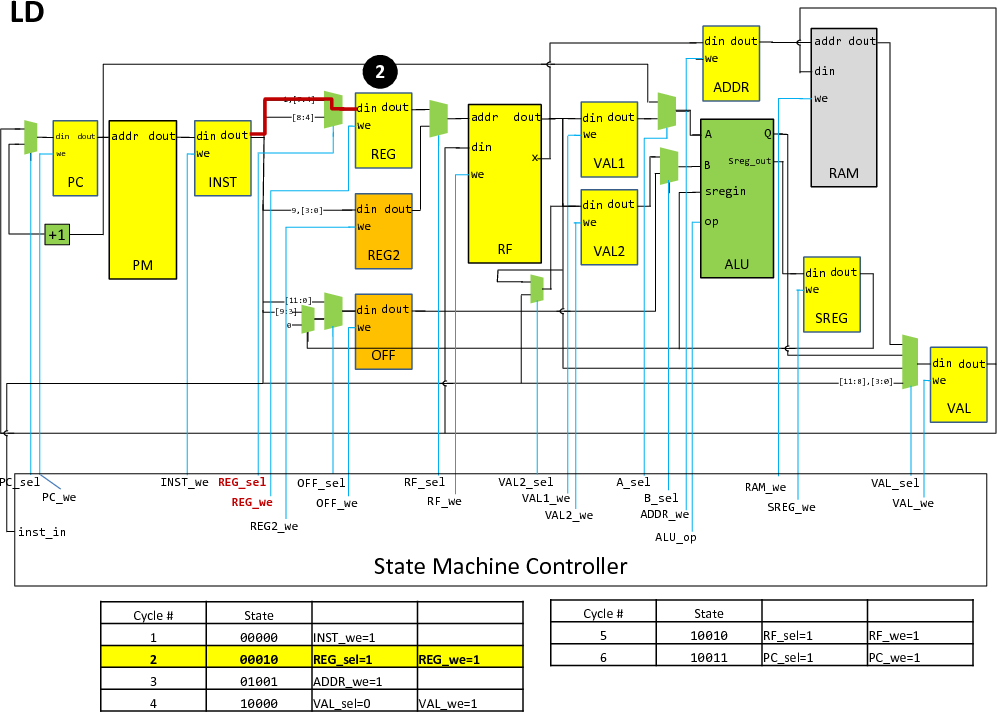 LD
2
din dout
we
PC
+1
addr dout
PM
din dout
we
INST
[8:4]
din dout
we
REG
9,[3:0]
din dout
we
REG2
[11:0]
[9:3]
0
din dout
we
OFF
addr dout
din
x
we
RF
din dout
we
VAL1
din dout
we
VAL2
din dout
we
ADDR
A
Q
B
Sreg_out
sregin
op
ALU
addr dout
din
we
RAM
din dout
we
SREG
[11:8],[3:0]
din dout
we
VAL
PC_sel
PC_we
inst_in
INST_we
REG_sel
REG_we
REG2_we
OFF_sel
OFF_we
RF_sel
RF_we
VAL2_sel
VAL1_we
VAL2_we
A_sel
B_sel
ADDR_we
ALU_op
RAM_we
SREG_we
VAL_sel
VAL_we
State Machine Controller
Cycle # State
1 00000 INST_we=1
2 00010 REG_sel=1 REG_we=1
3 01001 ADDR_we=1
4 10000 VAL_sel=0 VAL_we=1
Cycle # State
5 10010 RF_sel=1 RF_we=1
6 10011 PC_sel=1 PC_we=1